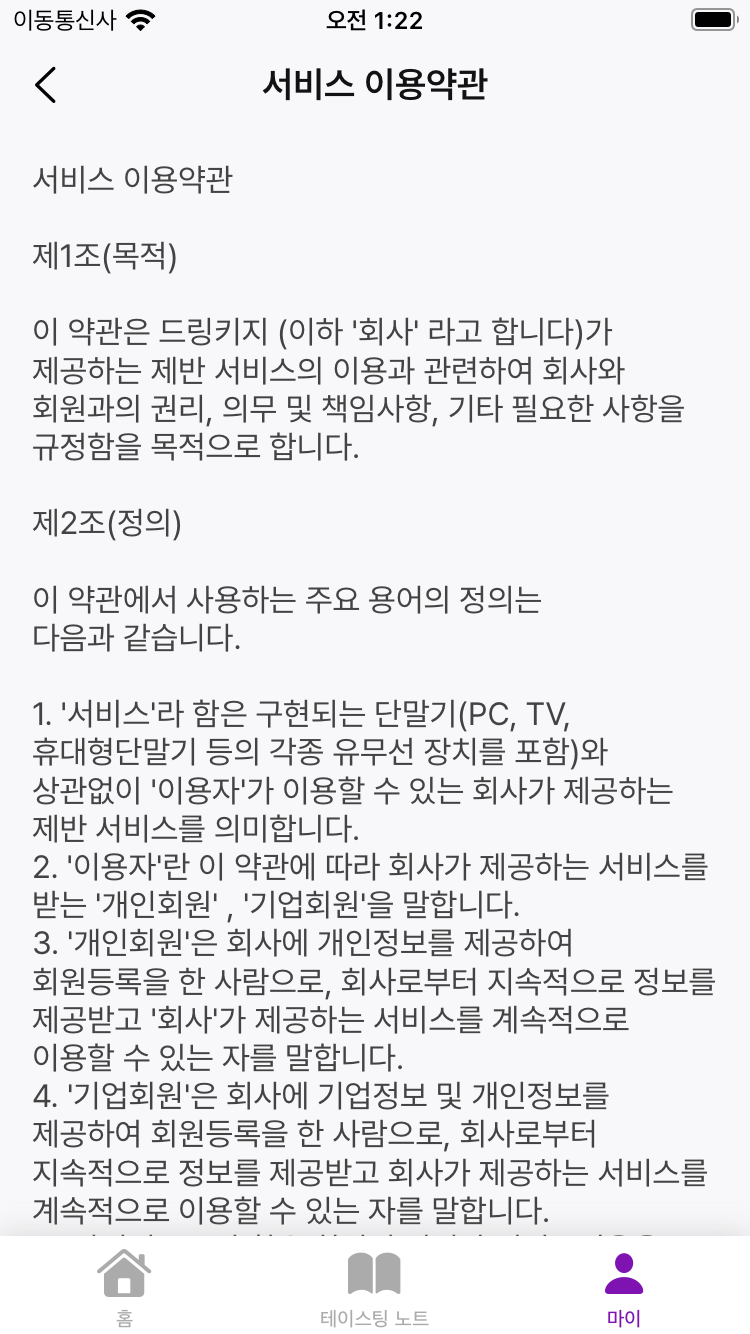 이동통신사 오전 1:22
서비스 이용약관
서비스 이용약관
제1조(목적)
이 약관은 드링키지 (이하 '회사' 라고 합니다)가
제공하는 제반 서비스의 이용과 관련하여 회사와
회원과의 권리, 의무 및 책임사항, 기타 필요한 사항을
규정함을 목적으로 합니다.
제2조(정의)
이 약관에서 사용하는 주요 용어의 정의는
다음과 같습니다.
1. '서비스'라 함은 구현되는 단말기(PC, TV,
휴대형단말기 등의 각종 유무선 장치를 포함)와
상관없이 '이용자'가 이용할 수 있는 회사가 제공하는
제반 서비스를 의미합니다.
2. '이용자'란 이 약관에 따라 회사가 제공하는 서비스를
받는 '개인회원' , '기업회원'을 말합니다.
3. '개인회원'은 회사에 개인정보를 제공하여
회원등록을 한 사람으로, 회사로부터 지속적으로 정보를
제공받고 '회사'가 제공하는 서비스를 계속적으로
이용할 수 있는 자를 말합니다.
4. '기업회원'은 회사에 기업정보 및 개인정보를
제공하여 회원등록을 한 사람으로, 회사로부터
지속적으로 정보를 제공받고 회사가 제공하는 서비스를
계속적으로 이용할 수 있는 자를 말합니다.
홈 테이스팅 노트 마이